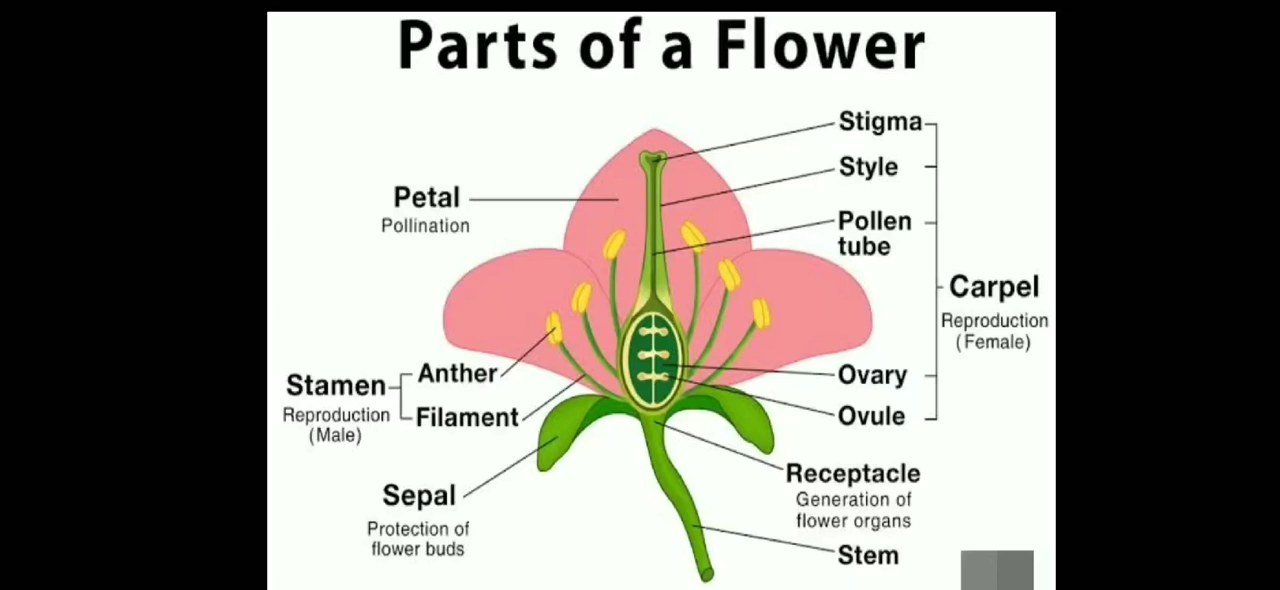 Parts of a Flower
Stigma
Style
Petal
Pollination
Pollen
tube
Carpel
Reproduction
(Female)
Anther
Stamen
Filament
Reproduction
(Male)
Ovary
Ovule
Receptacle
Generation of
flower organs
Sepal
Protection of
flower buds
Stem